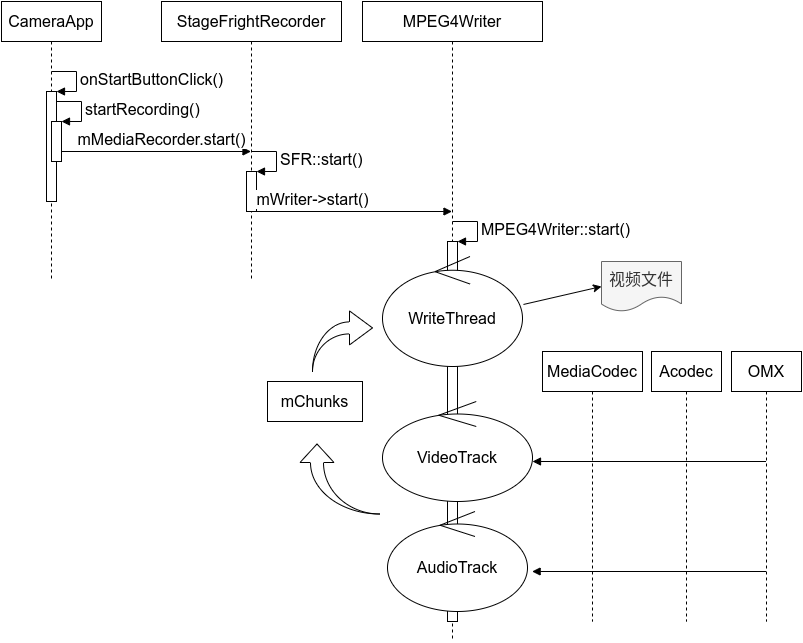 CameraApp
StageFrightRecorder
MPEG4Writer
onStartButtonClick()
startRecording()
mMediaRecorder.start()
SFR::start()
mWriter->start()
MPEG4Writer::start()
视频文件
WriteThread
MediaCodec
Acodec
OMX
mChunks
VideoTrack
AudioTrack